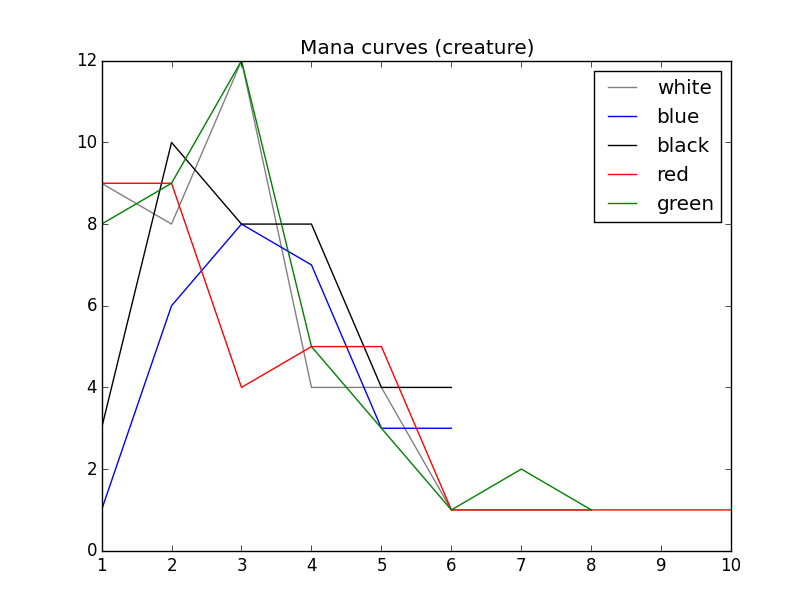 Mana curves (creature)
12
10
8
6
4
2
0
white
blue
black
red
green
1 2 3 4 5 6 7 8 9 10